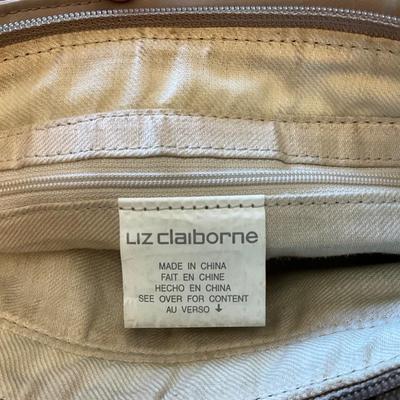 LIZ claiborne
MADE IN CHINA
FAIT EN CHINE
HECHO EN CHINA
SEE OVER FOR CONTENT
AU VERSO ↓